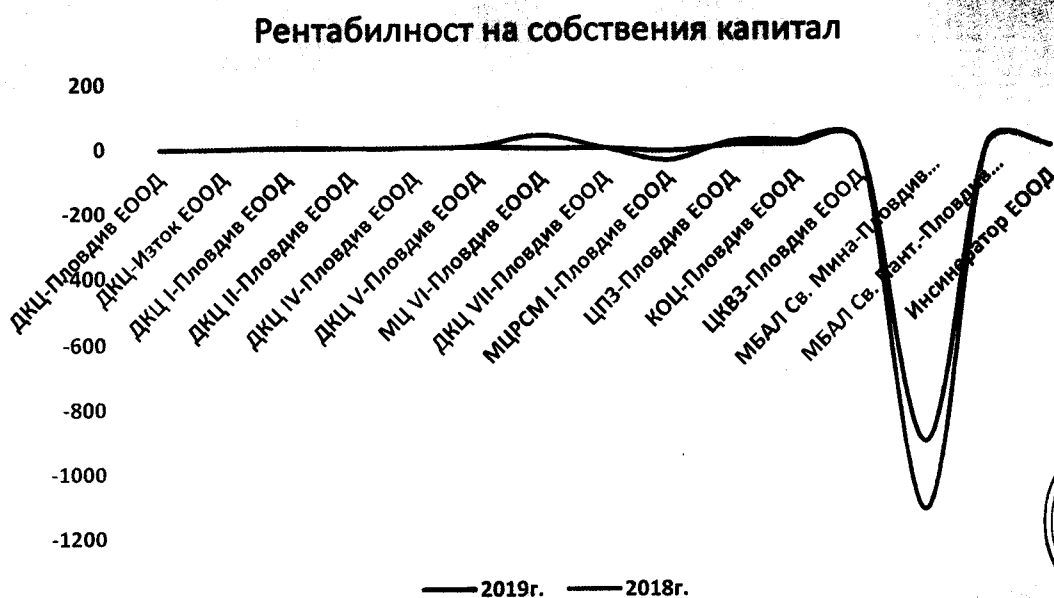 Рентабилност на собствения капитал
200
0
-200
-400
-600
-800
-1000
-1200
ДКЦ-Пловдив ЕООД
ДКЦ-Изток ЕООД
ДКЦ I-Пловдив ЕООД
ДКЦ II-Пловдив ЕООД
ДКЦ IV-Пловдив ЕООД
ДКЦ V-Пловдив ЕООД
МЦ VI-Пловдив ЕООД
ДКЦ VII-Пловдив ЕООД
МЦРСМ I-Пловдив ЕООД
ЦПЗ-Пловдив ЕООД
КОЦ-Пловдив ЕООД
ЦКВЗ-Пловдив ЕООД
МБАЛ Св. Мина-Пловдив...
МБАЛ Св. Пант.-Пловдив...
Инсинератор ЕООД
2019г. 2018г.